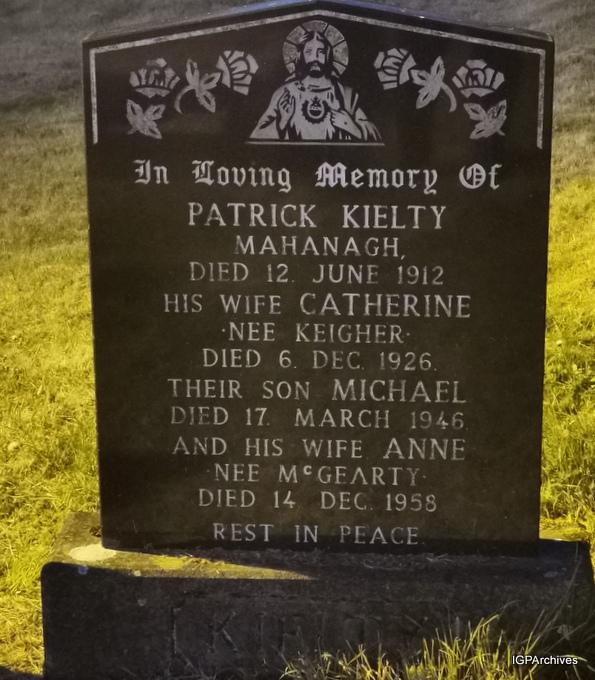 In Loving Memory Of
PATRICK KIELTY
MAHANAGH,
DIED 12. JUNE 1912
HIS WIFE CATHERINE
·NEE KEIGHER·
DIED 6. DEC. 1926.
THEIR SON MICHAEL
DIED 17. MARCH 1946.
AND HIS WIFE ANNE
·NEE McGEARTY·
DIED 14 DEC. 1958
REST IN PEACE.
KIELTY
IGPArchives